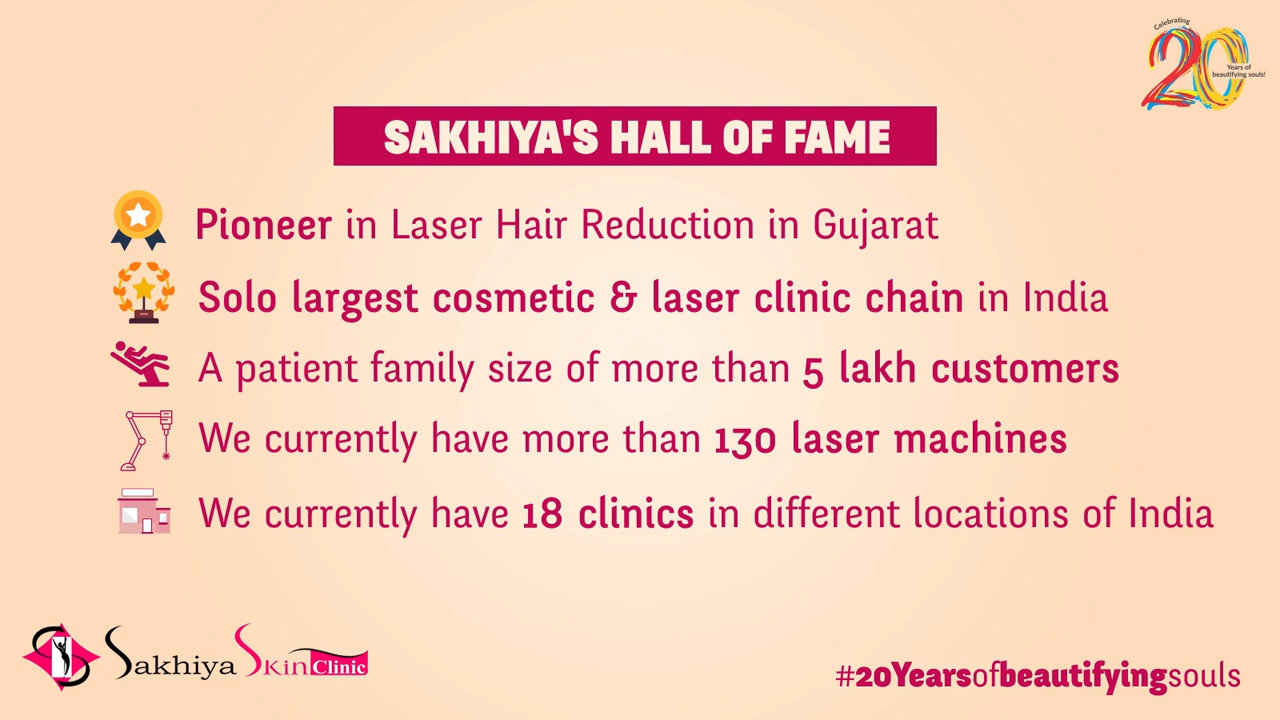 Celebrating
20
Years of
beautifying souls!
SAKHIYA'S HALL OF FAME
Pioneer in Laser Hair Reduction in Gujarat
Solo largest cosmetic & laser clinic chain in India
A patient family size of more than 5 lakh customers
We currently have more than 130 laser machines
We currently have 18 clinics in different locations of India
Sakhiya Skin Clinic
#20Yearsofbeautifyingsouls